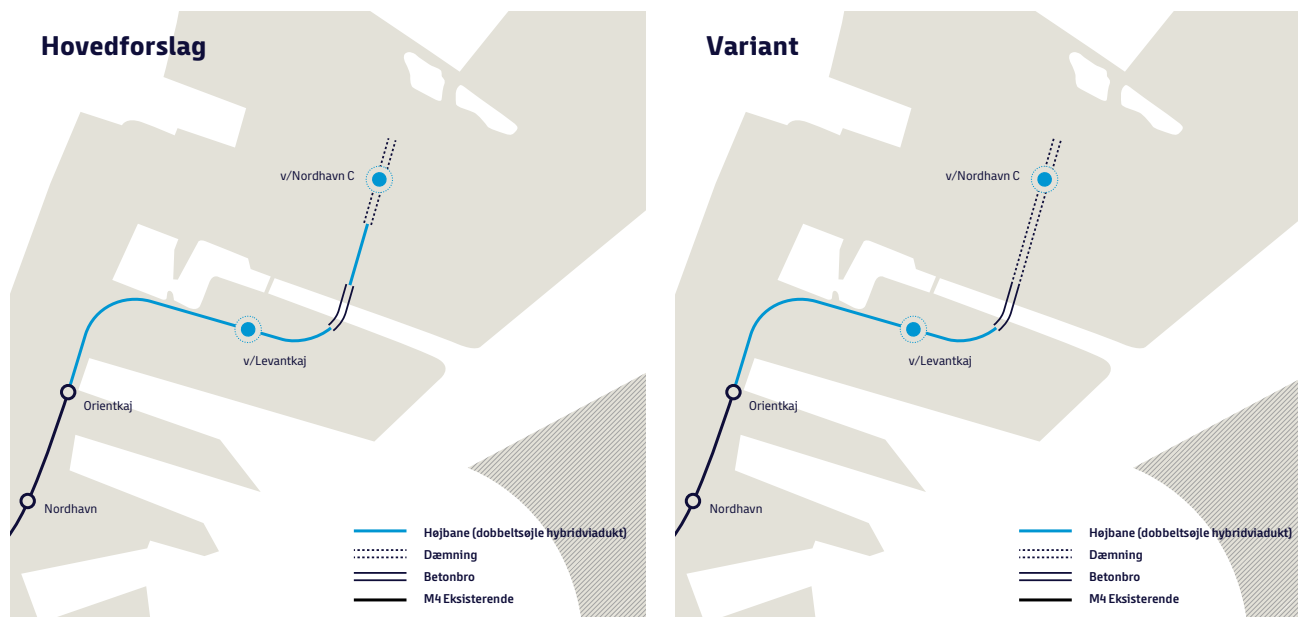 Hovedforslag
v/Nordhavn C
v/Levantkaj
Orientkaj
Nordhavn
Højbane (dobbeltsøjle hybridviadukt)
Dæmning
Betonbro
M4 Eksisterende
Variant
v/Nordhavn C
v/Levantkaj
Orientkaj
Nordhavn
Højbane (dobbeltsøjle hybridviadukt)
Dæmning
Betonbro
M4 Eksisterende